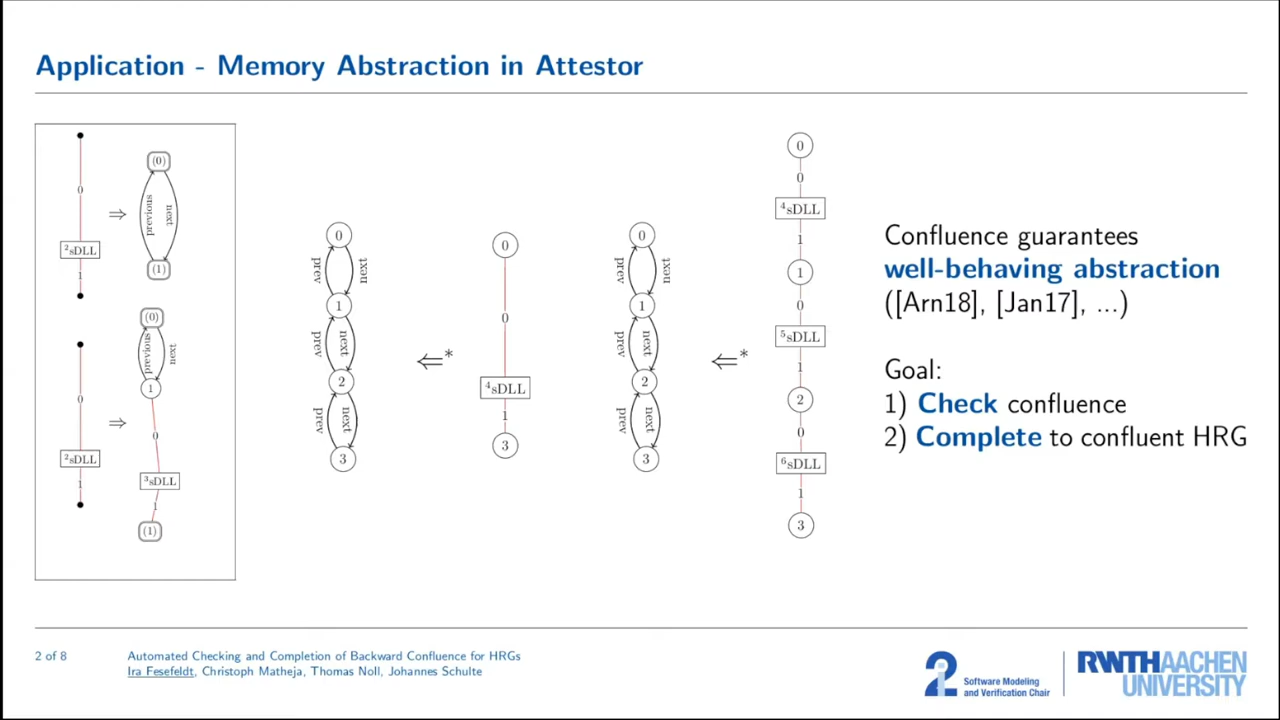 Application - Memory Abstraction in Attestor
0
²sDLL
1
⇒
(0)
previous
next
(1)
0
²sDLL
1
⇒
(0)
previous
next
1
0
³sDLL
1
(1)
0
prev
next
1
prev
next
2
prev
next
3
⇐*
0
0
⁴sDLL
1
3
0
prev
next
1
prev
next
2
prev
next
3
⇐*
0
0
⁴sDLL
1
1
0
⁵sDLL
1
2
0
⁶sDLL
1
3
Confluence guarantees
well-behaving abstraction
([Arn18], [Jan17], ...)
Goal:
1) Check confluence
2) Complete to confluent HRG
2 of 8
Automated Checking and Completion of Backward Confluence for HRGs
Ira Fesefeldt, Christoph Matheja, Thomas Noll, Johannes Schulte
2
Software Modeling
and Verification Chair
RWTHAACHEN
UNIVERSITY